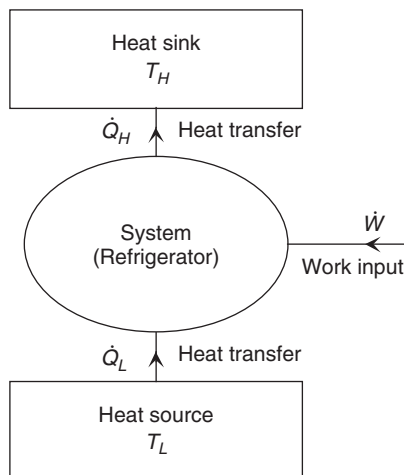 Heat sink
T_H
Q̇_H Heat transfer
Ẇ
System
(Refrigerator)
Work input
Q̇_L Heat transfer
Heat source
T_L